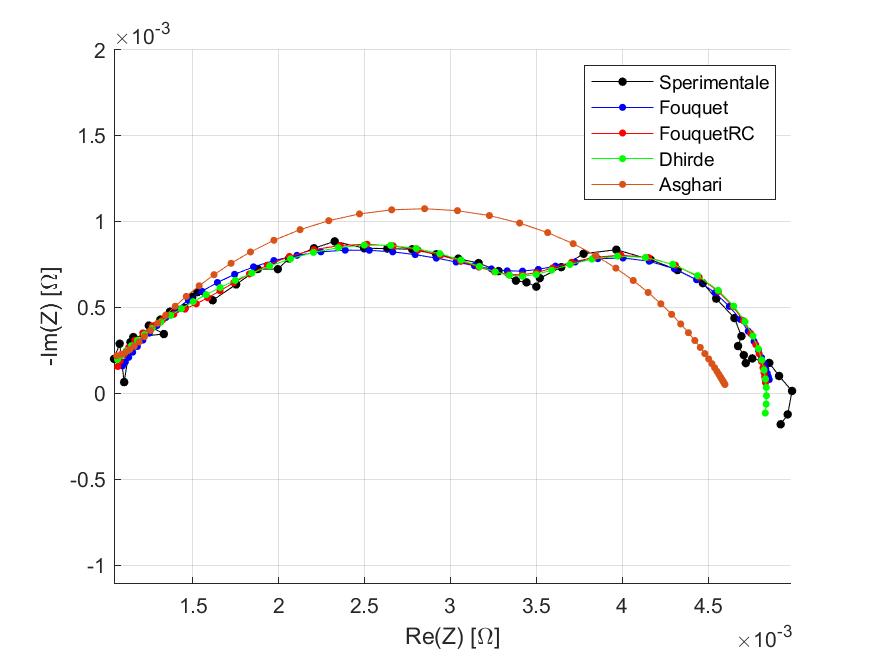 ×10⁻³
2
1.5
1
0.5
0
-0.5
-1
-Im(Z) [Ω]
Sperimentale
Fouquet
FouquetRC
Dhirde
Asghari
1.5 2 2.5 3 3.5 4 4.5
Re(Z) [Ω]
×10⁻³